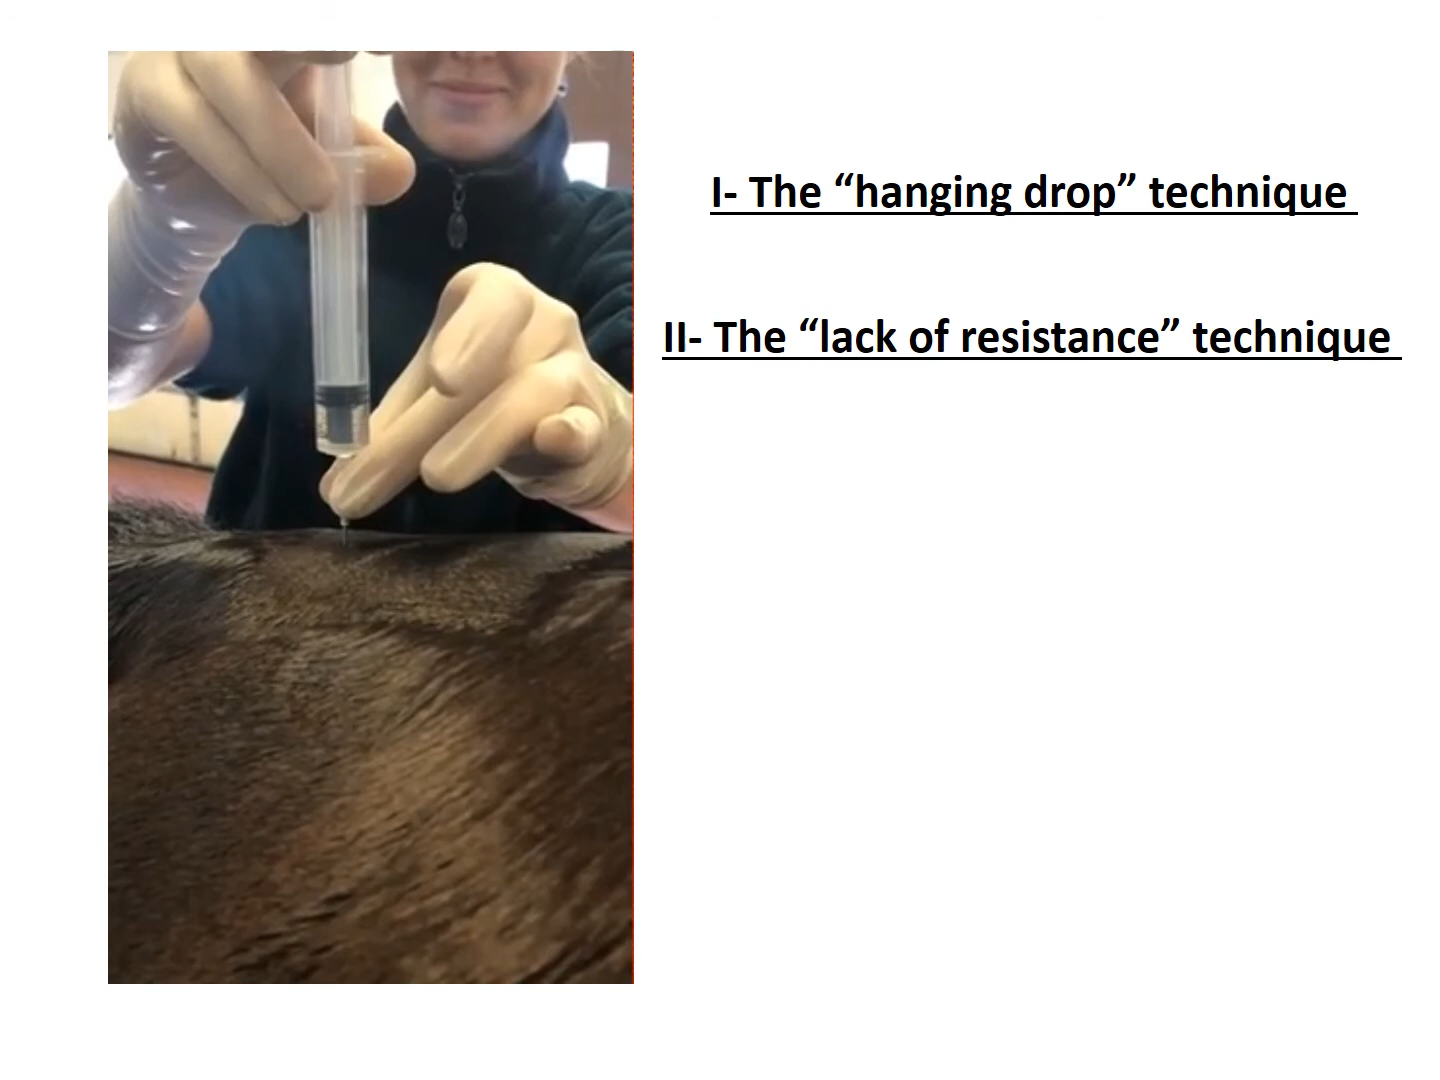 I- The “hanging drop” technique
II- The “lack of resistance” technique